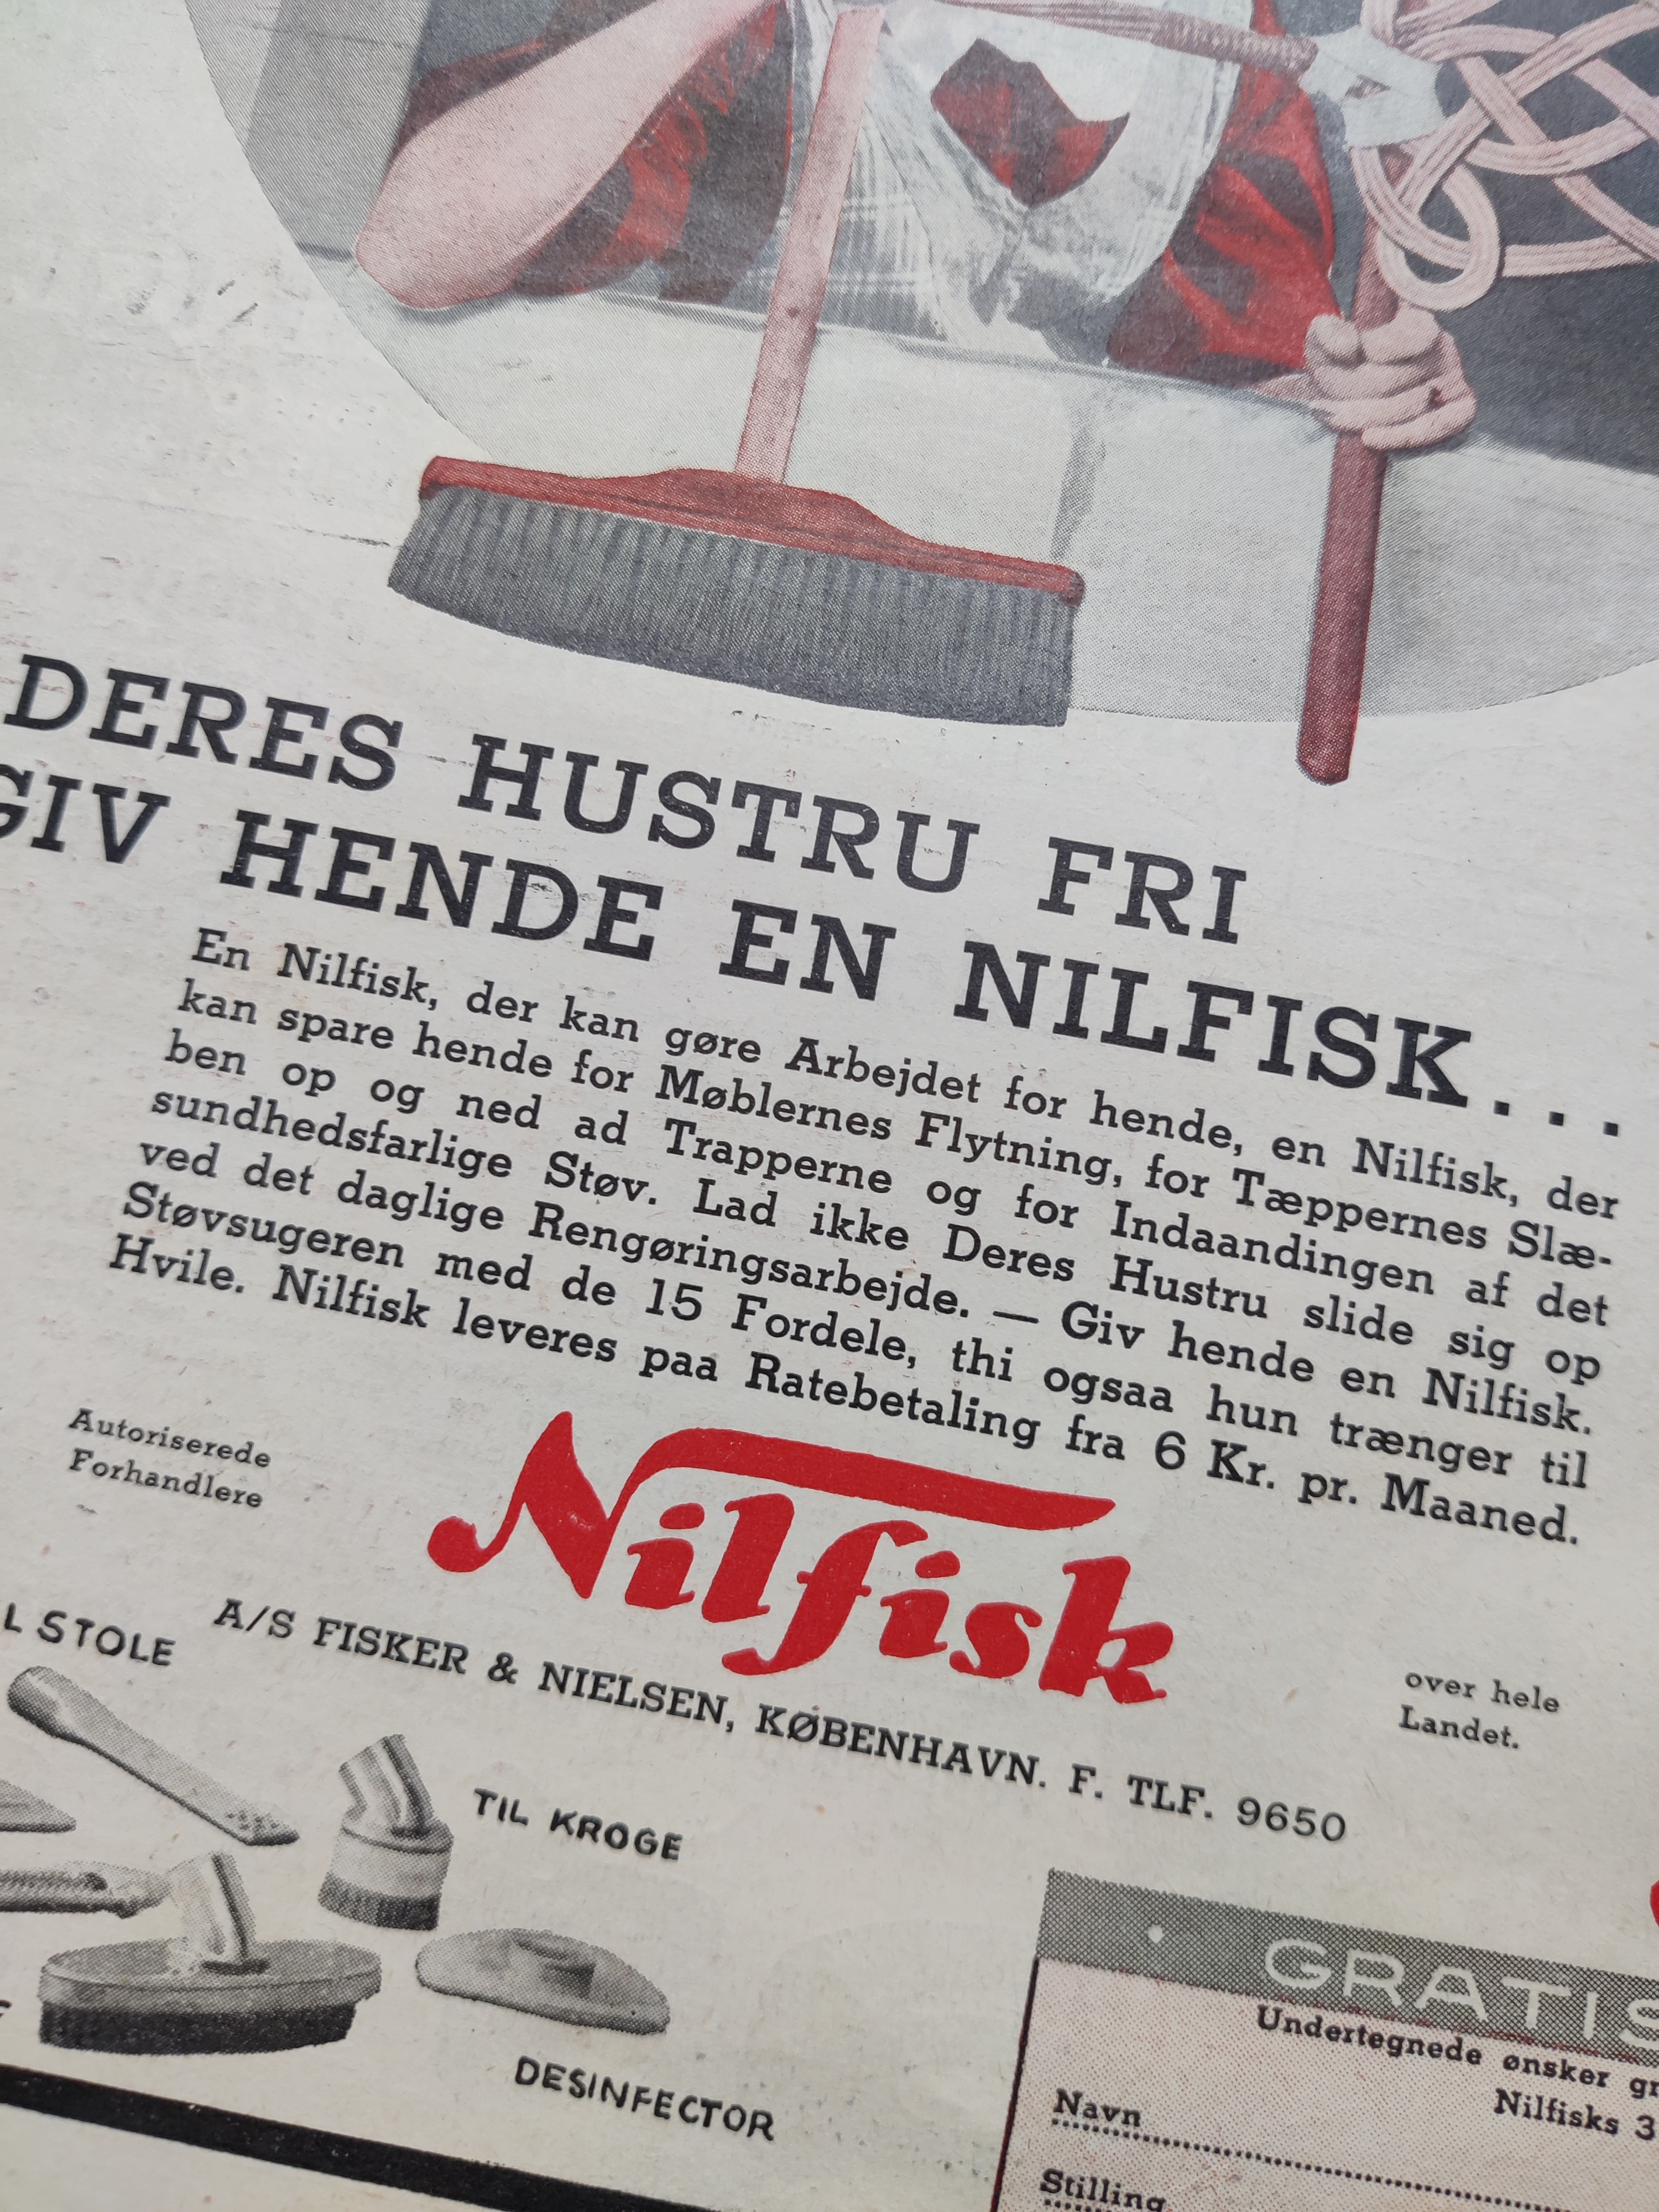 DERES HUSTRU FRI
GIV HENDE EN NILFISK...
En Nilfisk, der kan gøre Arbejdet for hende, en Nilfisk, der
kan spare hende for Møblernes Flytning, for Tæppernes Slæ-
ben op og ned ad Trapperne og for Indaandingen af det
sundhedsfarlige Støv. Lad ikke Deres Hustru slide sig op
ved det daglige Rengøringsarbejde. — Giv hende en Nilfisk.
Støvsugeren med de 15 Fordele, thi ogsaa hun trænger til
Hvile. Nilfisk leveres paa Ratebetaling fra 6 Kr. pr. Maaned.
Autoriserede
Forhandlere
Nilfisk
over hele
Landet.
A/S FISKER & NIELSEN, KØBENHAVN. F. TLF. 9650
L STOLE
TIL KROGE
DESINFECTOR
GRATIS
Undertegnede ønsker gr
Nilfisks 3
Navn
Stilling